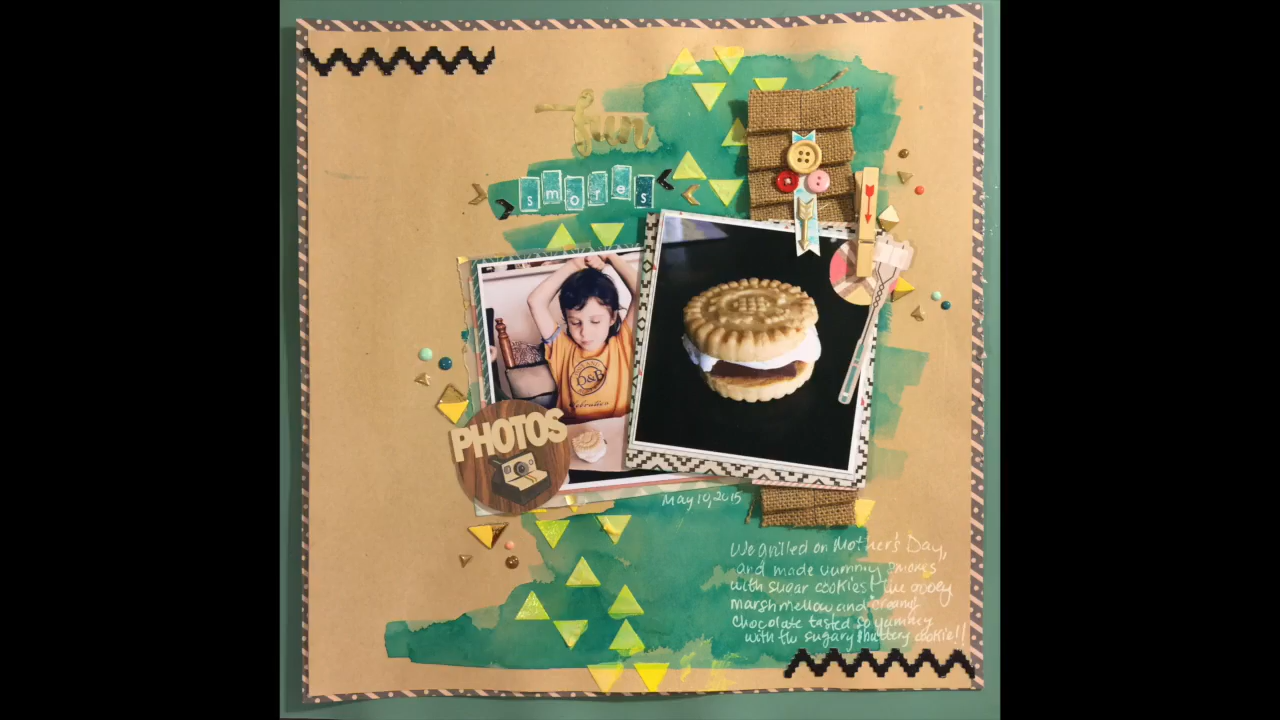 fun
smores
D&B
PHOTOS
May 10, 2015
We grilled on Mother's Day,
and made yummy smores
with sugar cookies! The ooey
marshmellow and creamy
chocolate tasted so yummy
with the sugary buttery cookie!!